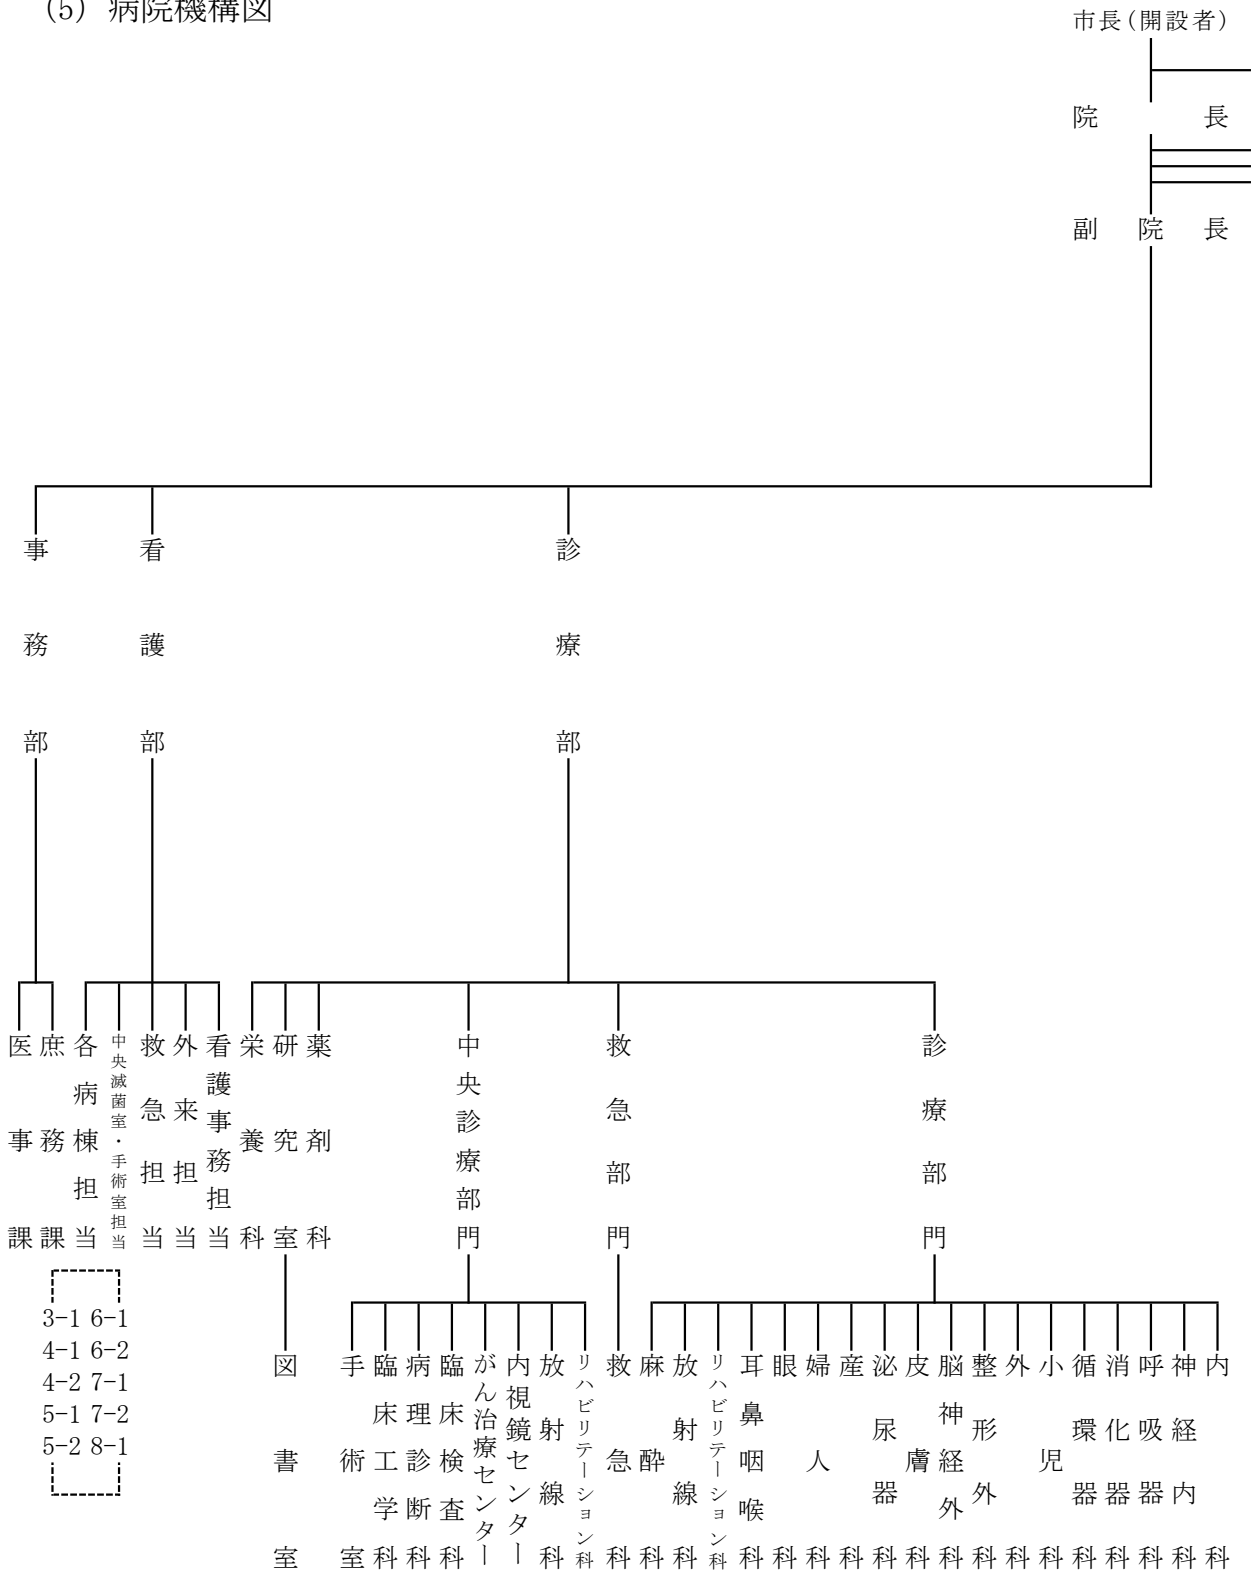 (5) 病院機構図
市長(開設者)
院長
副院長
事務部
看護部
診療部
医事課
庶務課
各病棟担当
中央滅菌室・手術室担当
救急担当
外来担当
看護事務担当
栄養科
研究室
薬剤科
中央診療部門
救急部門
診療部門
3-1 6-1
4-1 6-2
4-2 7-1
5-1 7-2
5-2 8-1
図書室
手術室
臨床工学科
病理診断科
臨床検査科
がん治療センター
内視鏡センター
放射線科
リハビリテーション科
救急科
麻酔科
放射線科
リハビリテーション科
耳鼻咽喉科
眼科
婦人科
産科
泌尿器科
皮膚科
脳神経外科
整形外科
外科
小児科
循環器科
消化器科
呼吸器科
神経内科
内科